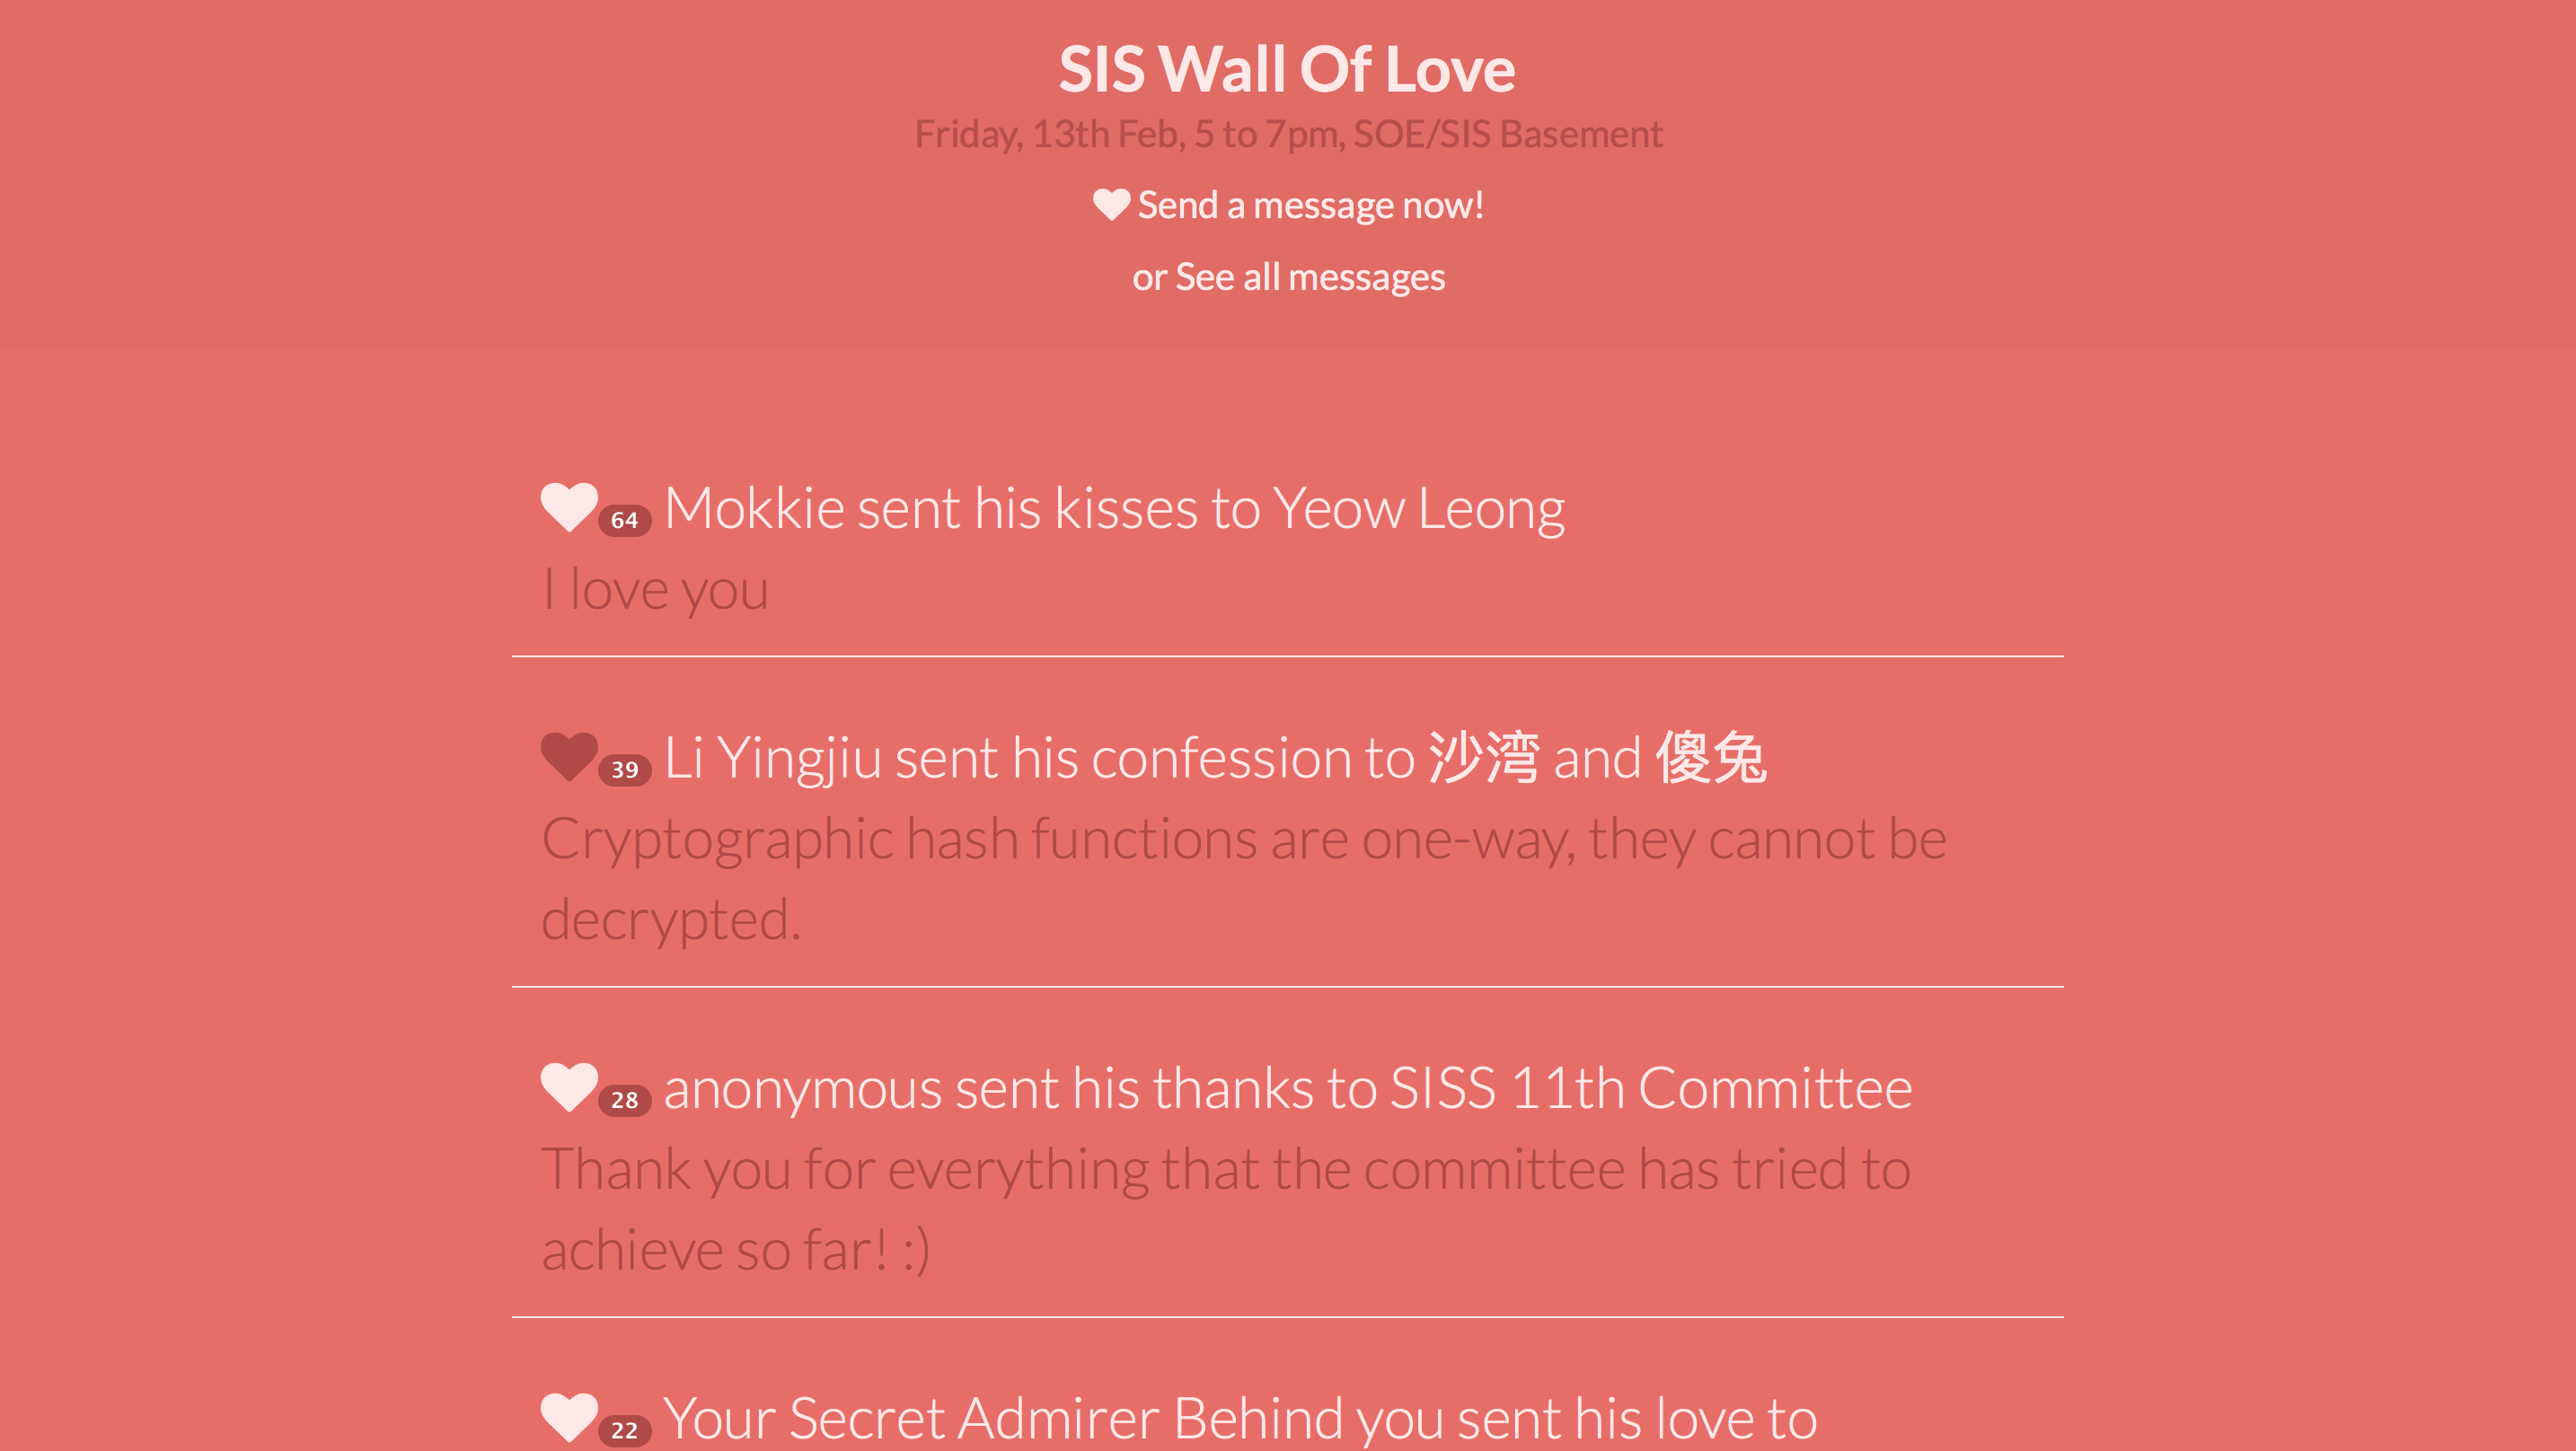 SIS Wall Of Love
Friday, 13th Feb, 5 to 7pm, SOE/SIS Basement
Send a message now!
or See all messages
64 Mokkie sent his kisses to Yeow Leong
I love you
39 Li Yingjiu sent his confession to 沙湾 and 傻兔
Cryptographic hash functions are one-way, they cannot be
decrypted.
28 anonymous sent his thanks to SISS 11th Committee
Thank you for everything that the committee has tried to
achieve so far! :)
22 Your Secret Admirer Behind you sent his love to